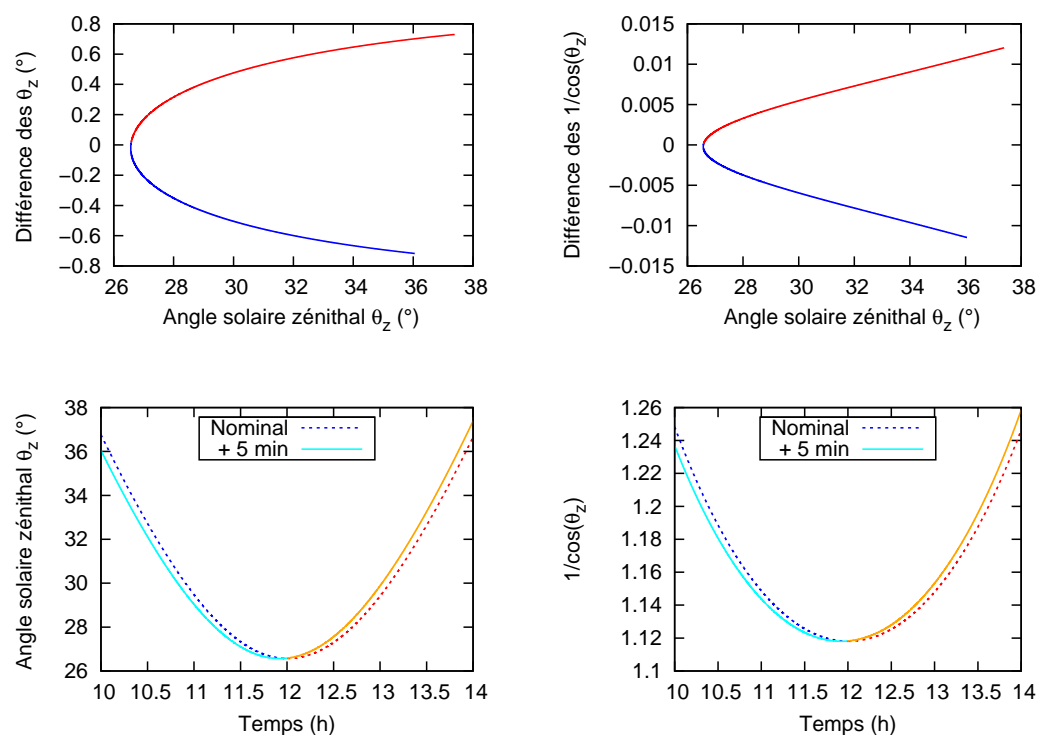 Différence des θz (°)
0.8
0.6
0.4
0.2
0
−0.2
−0.4
−0.6
−0.8
26 28 30 32 34 36 38
Angle solaire zénithal θz (°)
Différence des 1/cos(θz)
0.015
0.01
0.005
0
−0.005
−0.01
−0.015
26 28 30 32 34 36 38
Angle solaire zénithal θz (°)
Angle solaire zénithal θz (°)
38
36
34
32
30
28
26
Nominal
+ 5 min
10 10.5 11 11.5 12 12.5 13 13.5 14
Temps (h)
1/cos(θz)
1.26
1.24
1.22
1.2
1.18
1.16
1.14
1.12
1.1
Nominal
+ 5 min
10 10.5 11 11.5 12 12.5 13 13.5 14
Temps (h)